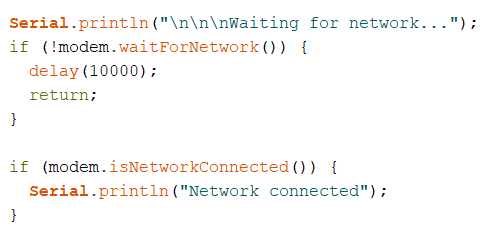 Serial.println("\n\n\nWaiting for network...");
if (!modem.waitForNetwork()) {
  delay(10000);
  return;
}

if (modem.isNetworkConnected()) {
  Serial.println("Network connected");
}